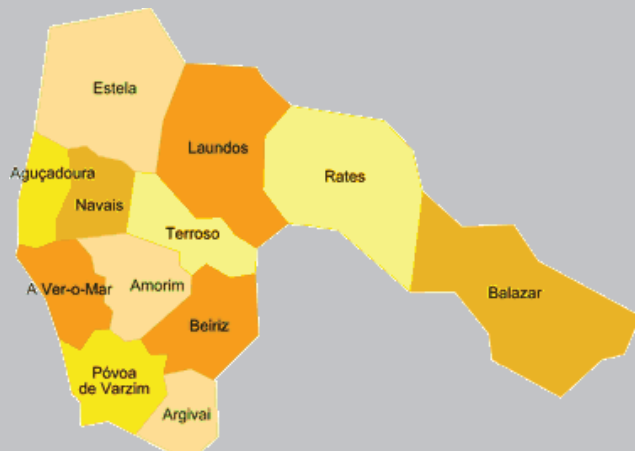 Estela
Laundos
Aguçadoura
Rates
Navais
Terroso
A Ver-o-Mar
Amorim
Balazar
Beiriz
Póvoa
de Varzim
Argivai